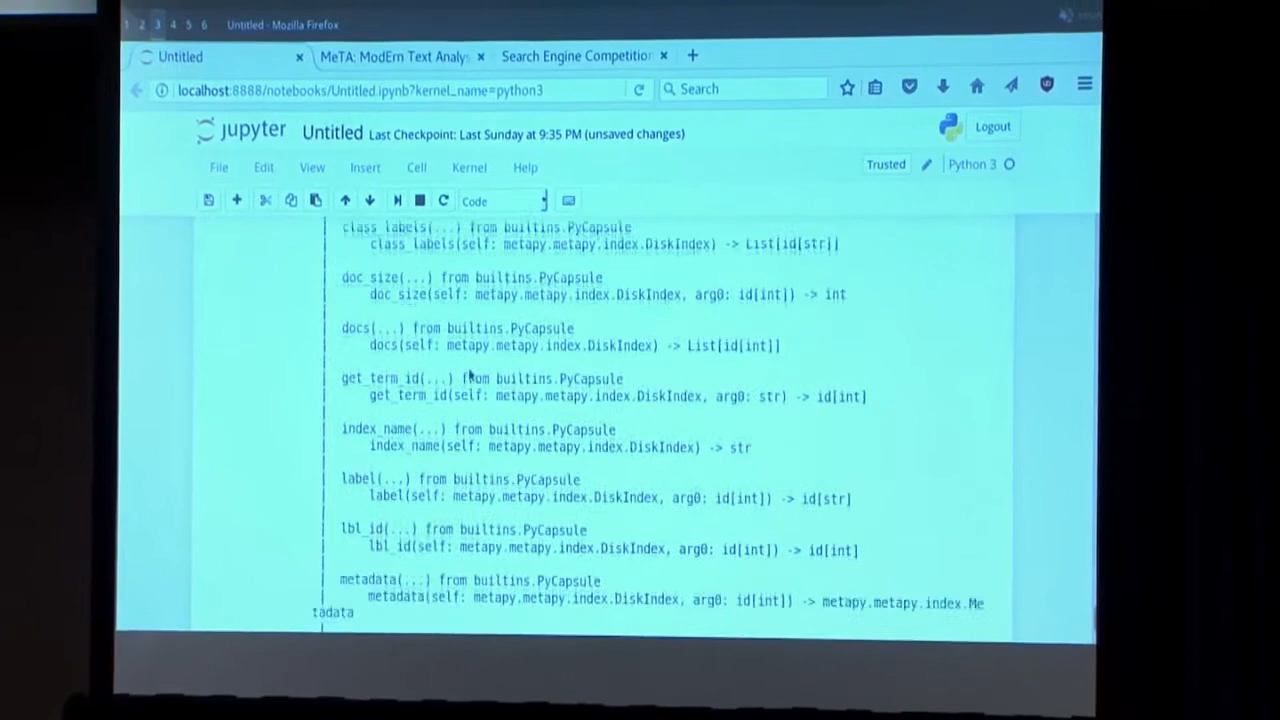 1 2 3 4 5 6 Untitled - Mozilla Firefox
Untitled × MeTA: ModErn Text Analys × Search Engine Competition × +
localhost:8888/notebooks/Untitled.ipynb?kernel_name=python3 Search
jupyter Untitled Last Checkpoint: Last Sunday at 9:35 PM (unsaved changes) Logout
File Edit View Insert Cell Kernel Help Trusted Python 3
Code
class_labels(...) from builtins.PyCapsule
class_labels(self: metapy.metapy.index.DiskIndex) -> List[id[str]]
doc_size(...) from builtins.PyCapsule
doc_size(self: metapy.metapy.index.DiskIndex, arg0: id[int]) -> int
docs(...) from builtins.PyCapsule
docs(self: metapy.metapy.index.DiskIndex) -> List[id[int]]
get_term_id(...) from builtins.PyCapsule
get_term_id(self: metapy.metapy.index.DiskIndex, arg0: str) -> id[int]
index_name(...) from builtins.PyCapsule
index_name(self: metapy.metapy.index.DiskIndex) -> str
label(...) from builtins.PyCapsule
label(self: metapy.metapy.index.DiskIndex, arg0: id[int]) -> id[str]
lbl_id(...) from builtins.PyCapsule
lbl_id(self: metapy.metapy.index.DiskIndex, arg0: id[int]) -> id[int]
metadata(...) from builtins.PyCapsule
metadata(self: metapy.metapy.index.DiskIndex, arg0: id[int]) -> metapy.metapy.index.Me
tadata